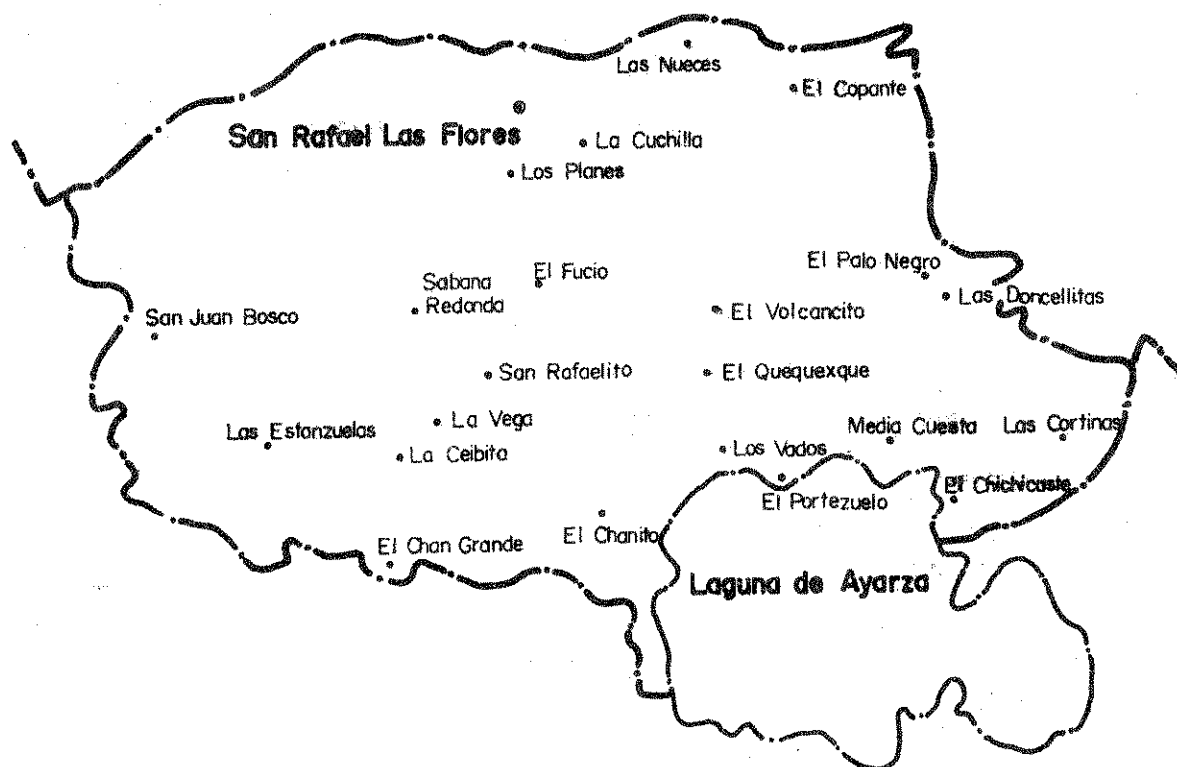 Las Nueces
El Copante
San Rafael Las Flores
La Cuchilla
Los Planes
El Palo Negro
El Fucio
Sabana
Redonda
Las Doncellitas
San Juan Bosco
El Volcancito
San Rafaelito
El Quequexque
La Vega
Las Estanzuelas
Media Cuesta
Las Cortinas
La Ceibita
Los Vados
El Chichicaste
El Portezuelo
El Chanito
El Chan Grande
Laguna de Ayarza